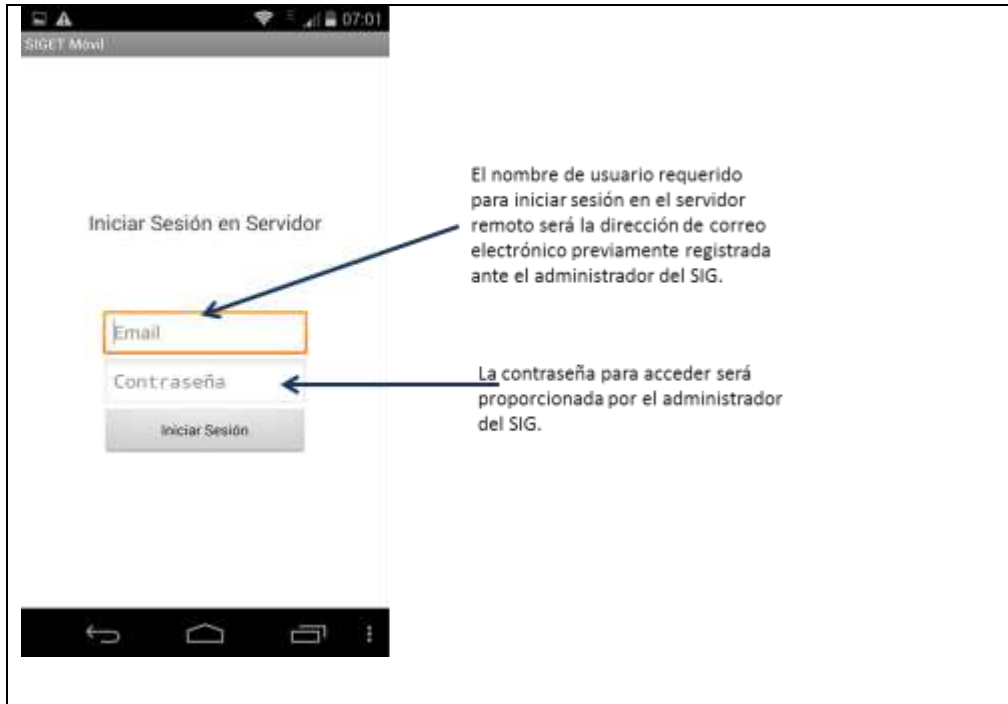 07:01
SIGET Móvil
Iniciar Sesión en Servidor
Email
Contraseña
Iniciar Sesión
El nombre de usuario requerido
para iniciar sesión en el servidor
remoto será la dirección de correo
electrónico previamente registrada
ante el administrador del SIG.
La contraseña para acceder será
proporcionada por el administrador
del SIG.